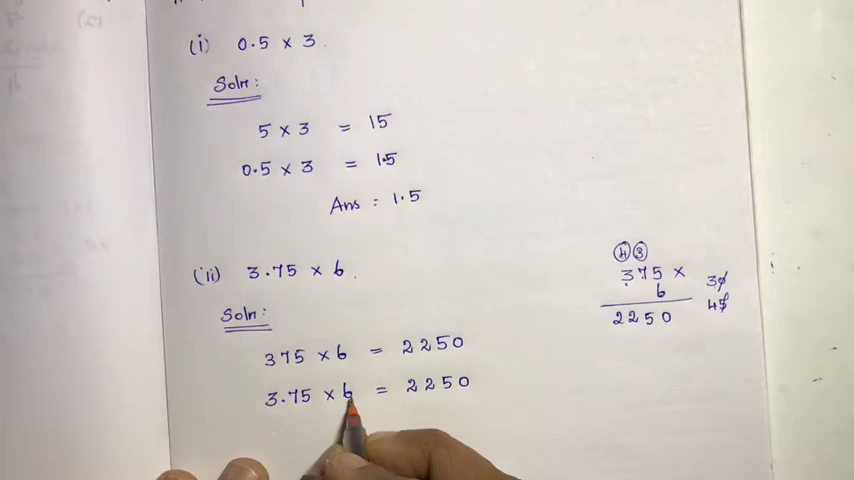 (i) 0.5 × 3
Soln:
5 × 3 = 15
0.5 × 3 = 1.5
Ans = 1.5
(ii) 3.75 × 6
Soln:
375 × 6 = 2250
3.75 × 6 = 2250
4 3
375 ×
6
2250
30
45